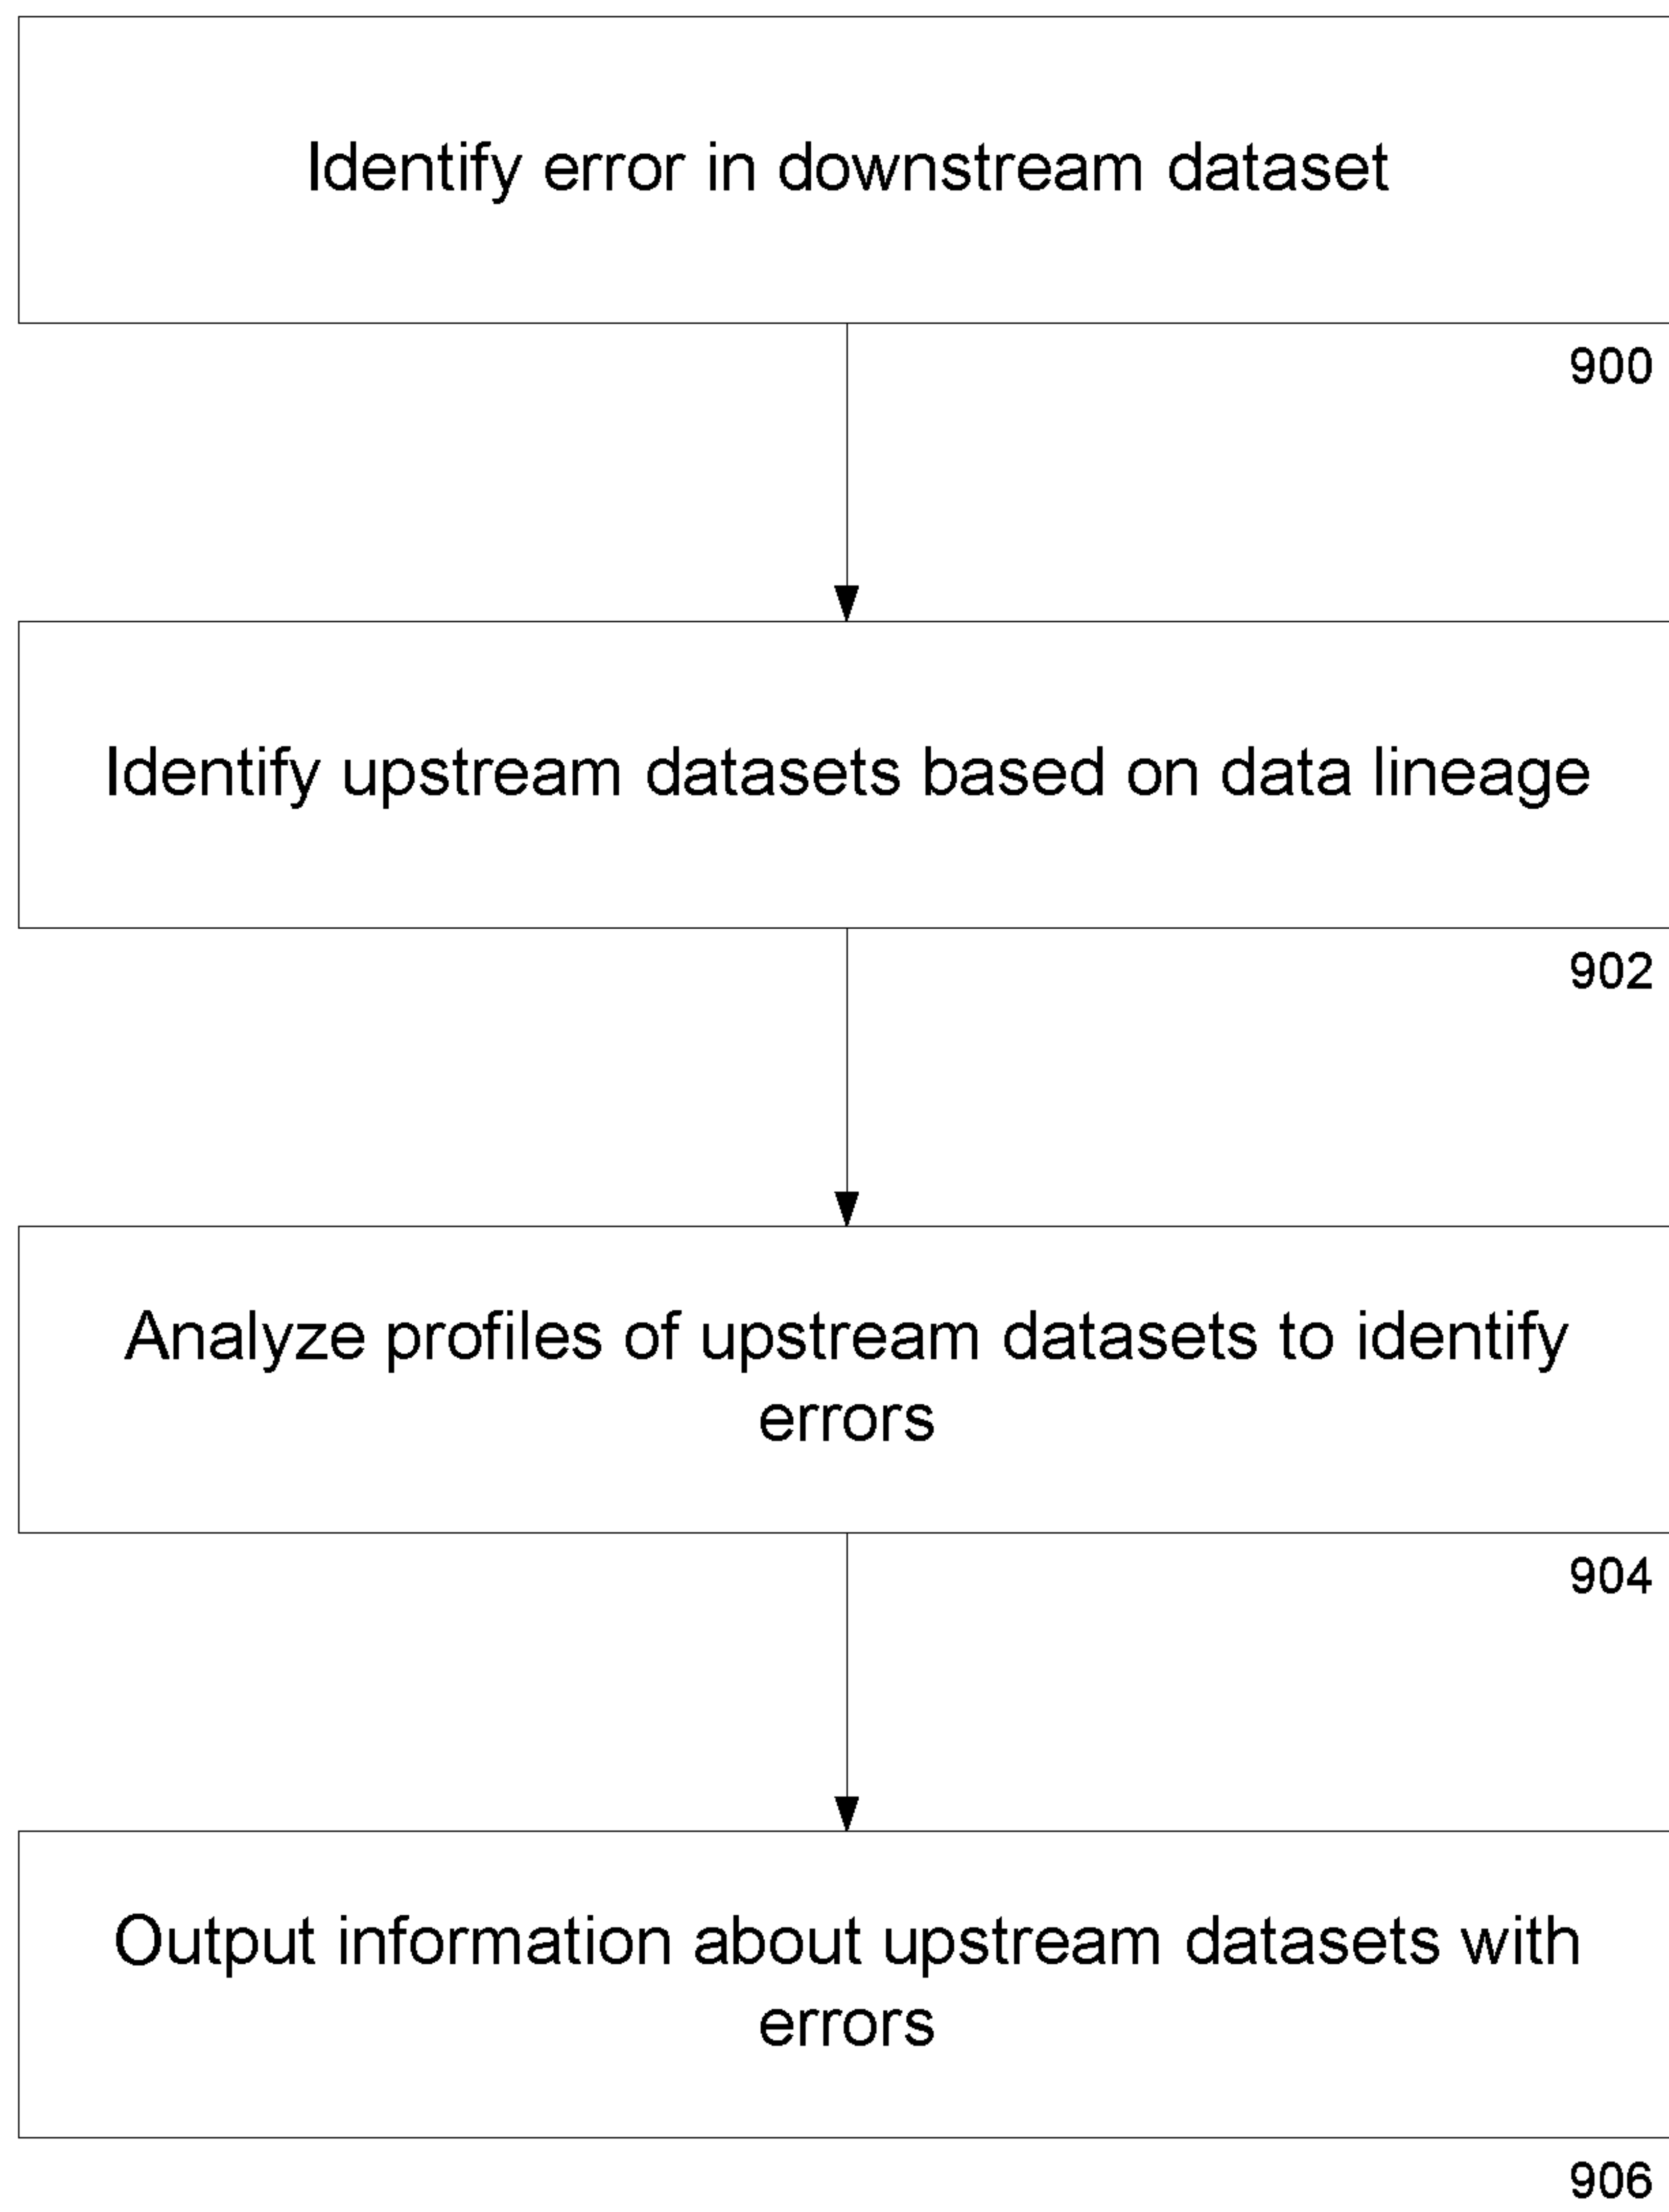 Identify error in downstream dataset
900
Identify upstream datasets based on data lineage
902
Analyze profiles of upstream datasets to identify
errors
904
Output information about upstream datasets with
errors
906